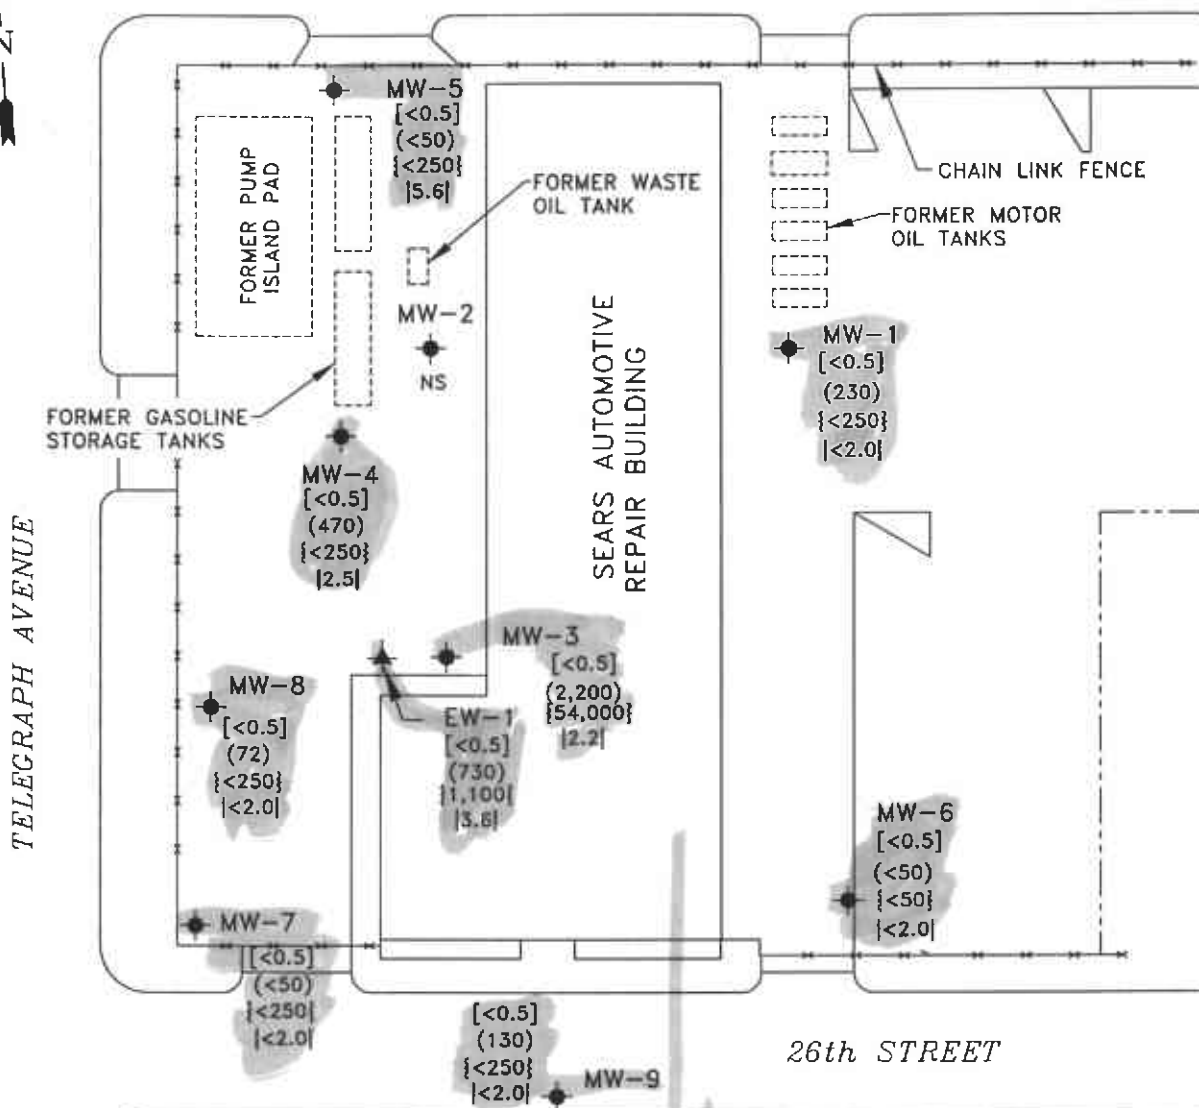 MW-5
[<0.5]
(<50)
{<250}
|5.6|
FORMER PUMP
ISLAND PAD
FORMER WASTE
OIL TANK
CHAIN LINK FENCE
FORMER MOTOR
OIL TANKS
MW-2
NS
MW-1
[<0.5]
(230)
{<250}
|<2.0|
FORMER GASOLINE
STORAGE TANKS
SEARS AUTOMOTIVE
REPAIR BUILDING
MW-4
[<0.5]
(470)
{<250}
|2.5|
TELEGRAPH AVENUE
MW-3
[<0.5]
(2,200)
{54,000}
|2.2|
MW-8
[<0.5]
(72)
{<250}
|<2.0|
EW-1
[<0.5]
(730)
{1,100}
|3.6|
MW-6
[<0.5]
(<50)
{<50}
|<2.0|
MW-7
[<0.5]
(<50)
{<250}
|<2.0|
[<0.5]
(130)
{<250}
|<2.0|
MW-9
26th STREET